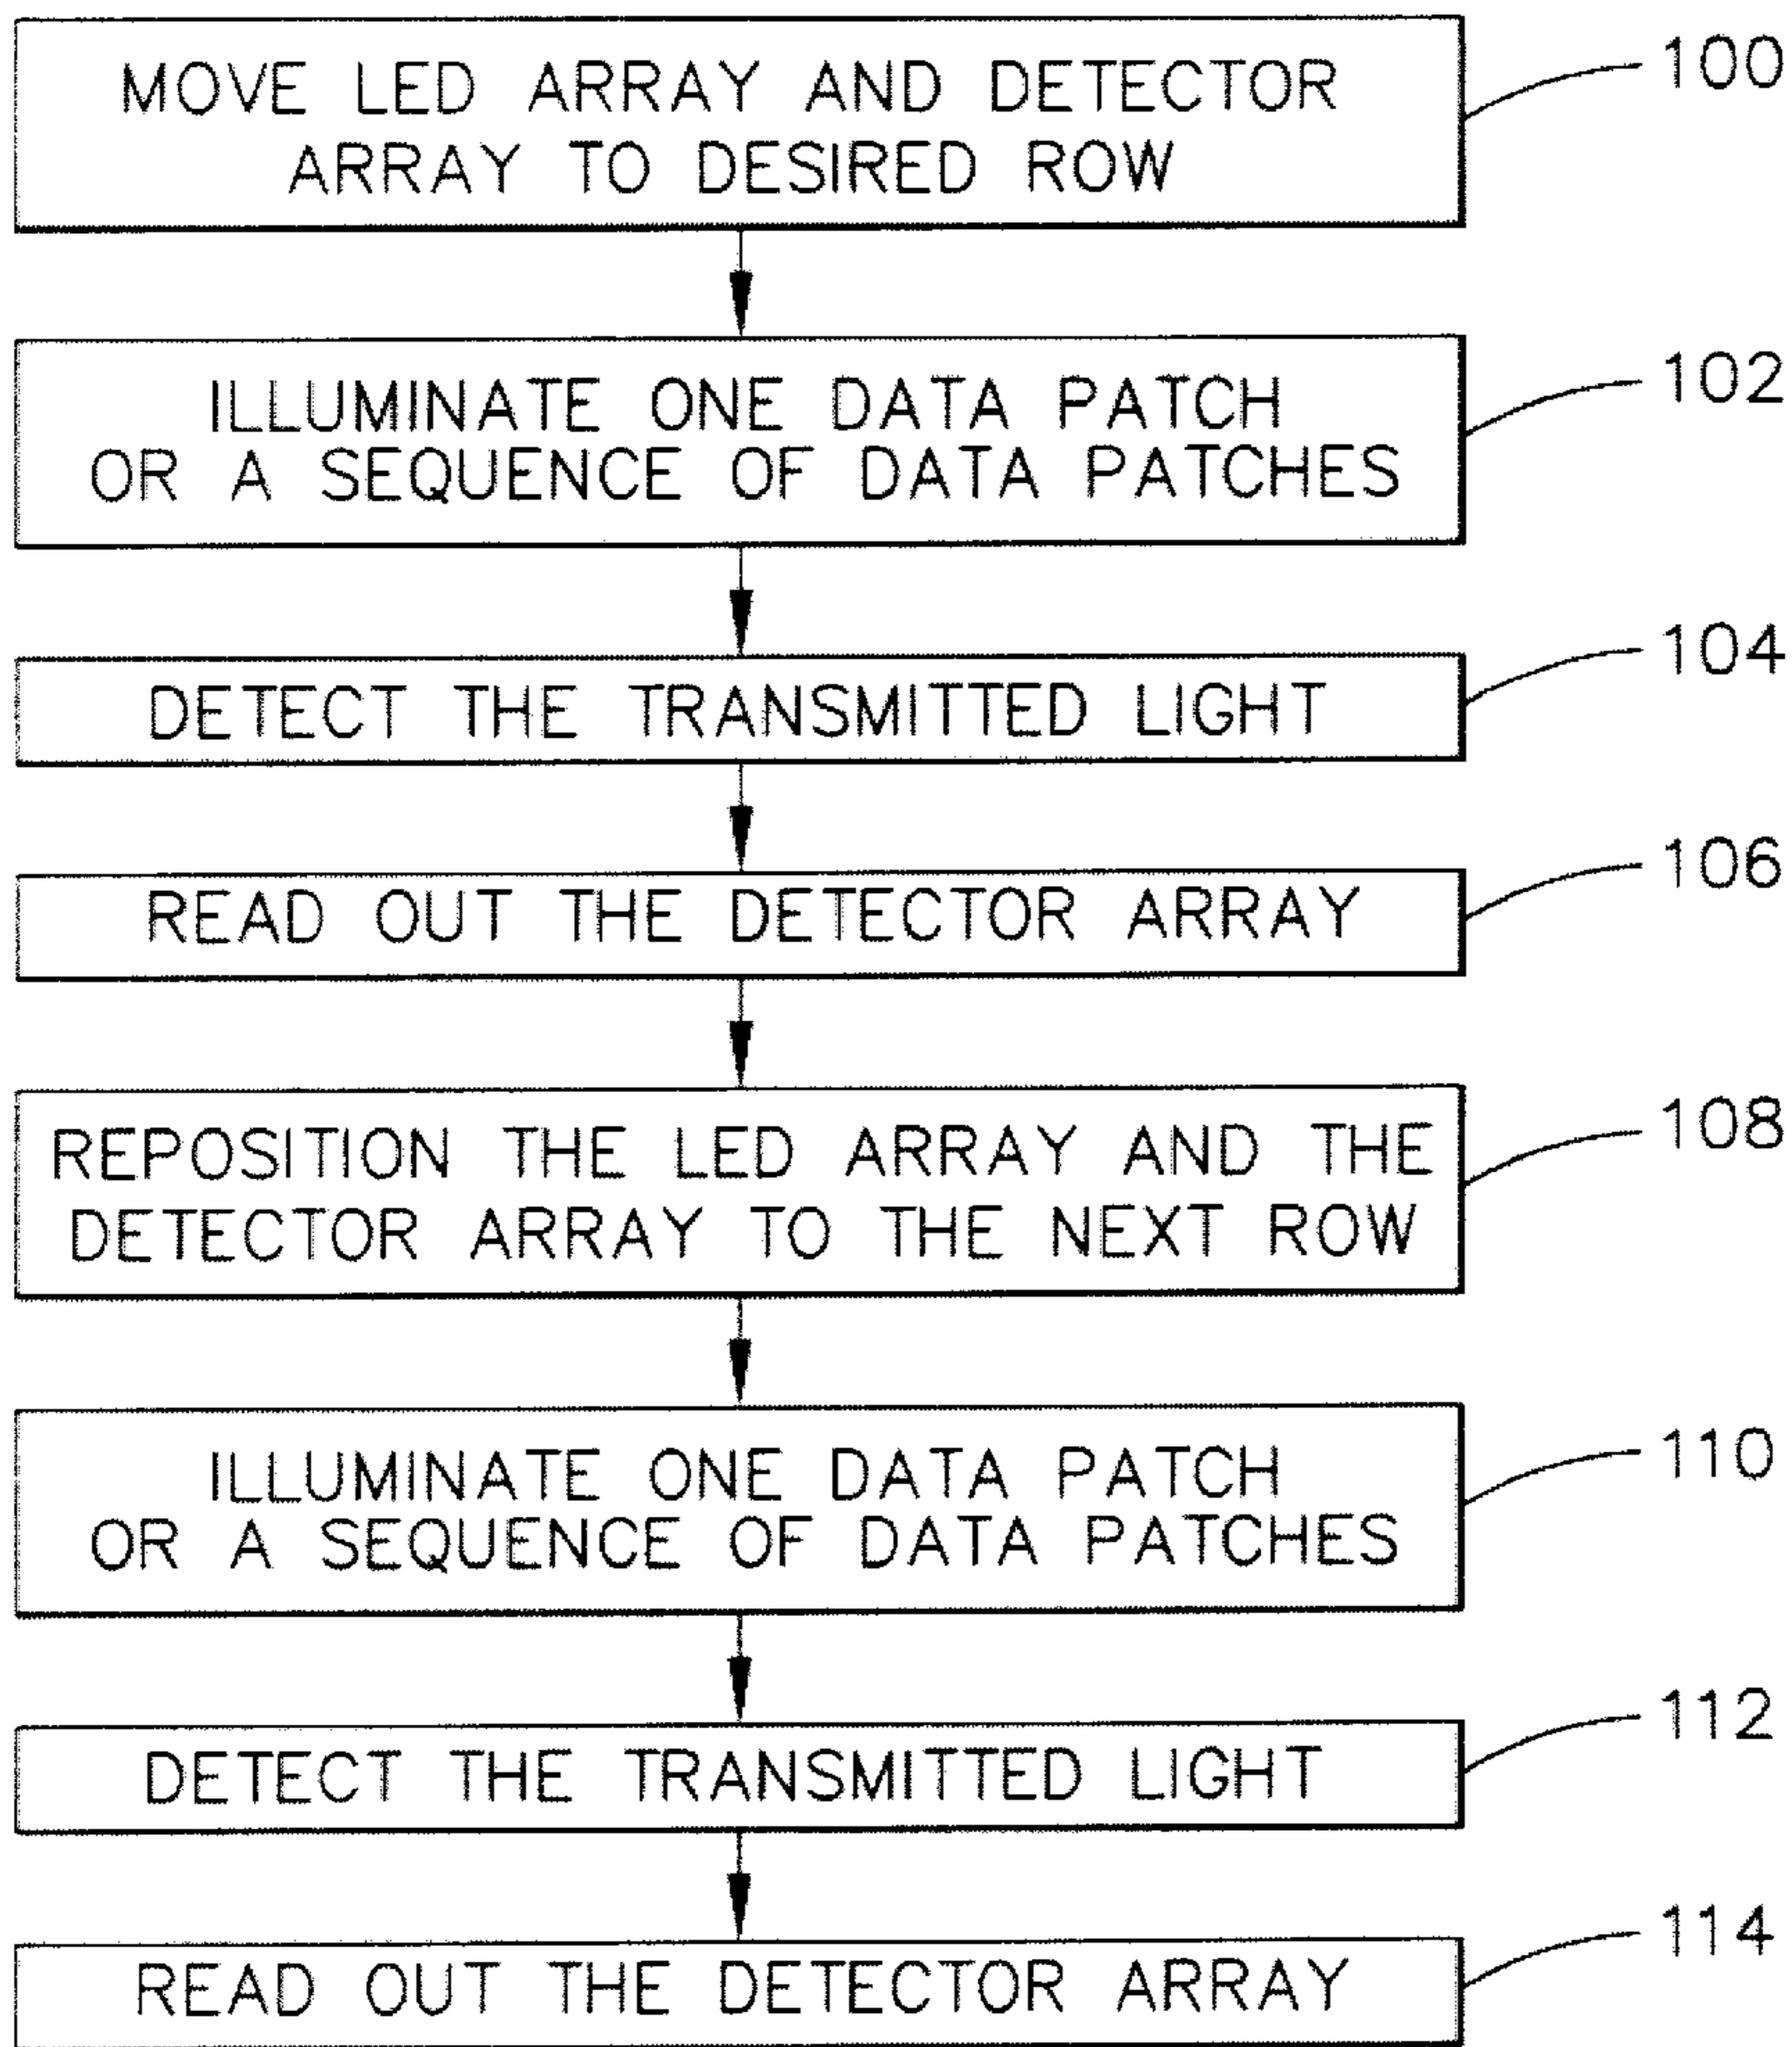 MOVE LED ARRAY AND DETECTOR
ARRAY TO DESIRED ROW
100
ILLUMINATE ONE DATA PATCH
OR A SEQUENCE OF DATA PATCHES
102
DETECT THE TRANSMITTED LIGHT
104
READ OUT THE DETECTOR ARRAY
106
REPOSITION THE LED ARRAY AND THE
DETECTOR ARRAY TO THE NEXT ROW
108
ILLUMINATE ONE DATA PATCH
OR A SEQUENCE OF DATA PATCHES
110
DETECT THE TRANSMITTED LIGHT
112
READ OUT THE DETECTOR ARRAY
114